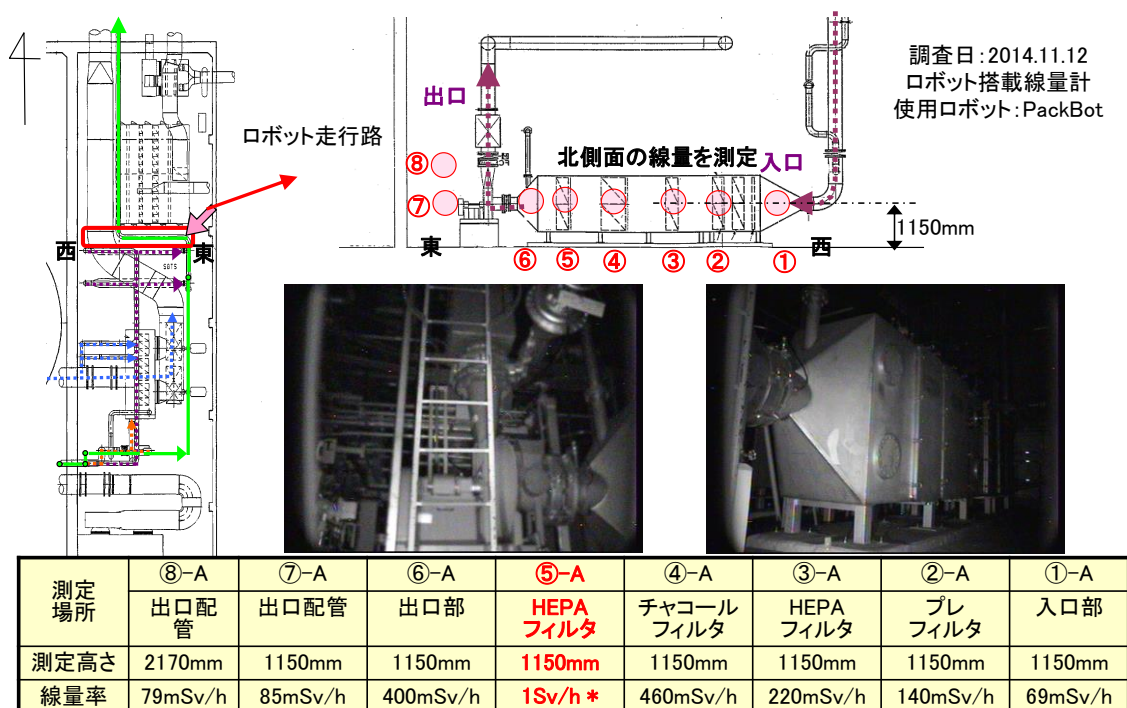 調査日:2014.11.12
ロボット搭載線量計
使用ロボット:PackBot
ロボット走行路
西
東
SGTS
出口
北側面の線量を測定
入口
⑧
⑦
1150mm
東
西
⑥
⑤
④
③
②
①
測定場所 ⑧-A ⑦-A ⑥-A ⑤-A ④-A ③-A ②-A ①-A
出口配管 出口配管 出口部 HEPAフィルタ チャコールフィルタ HEPAフィルタ プレフィルタ 入口部
測定高さ 2170mm 1150mm 1150mm 1150mm 1150mm 1150mm 1150mm 1150mm
線量率 79mSv/h 85mSv/h 400mSv/h 1Sv/h * 460mSv/h 220mSv/h 140mSv/h 69mSv/h